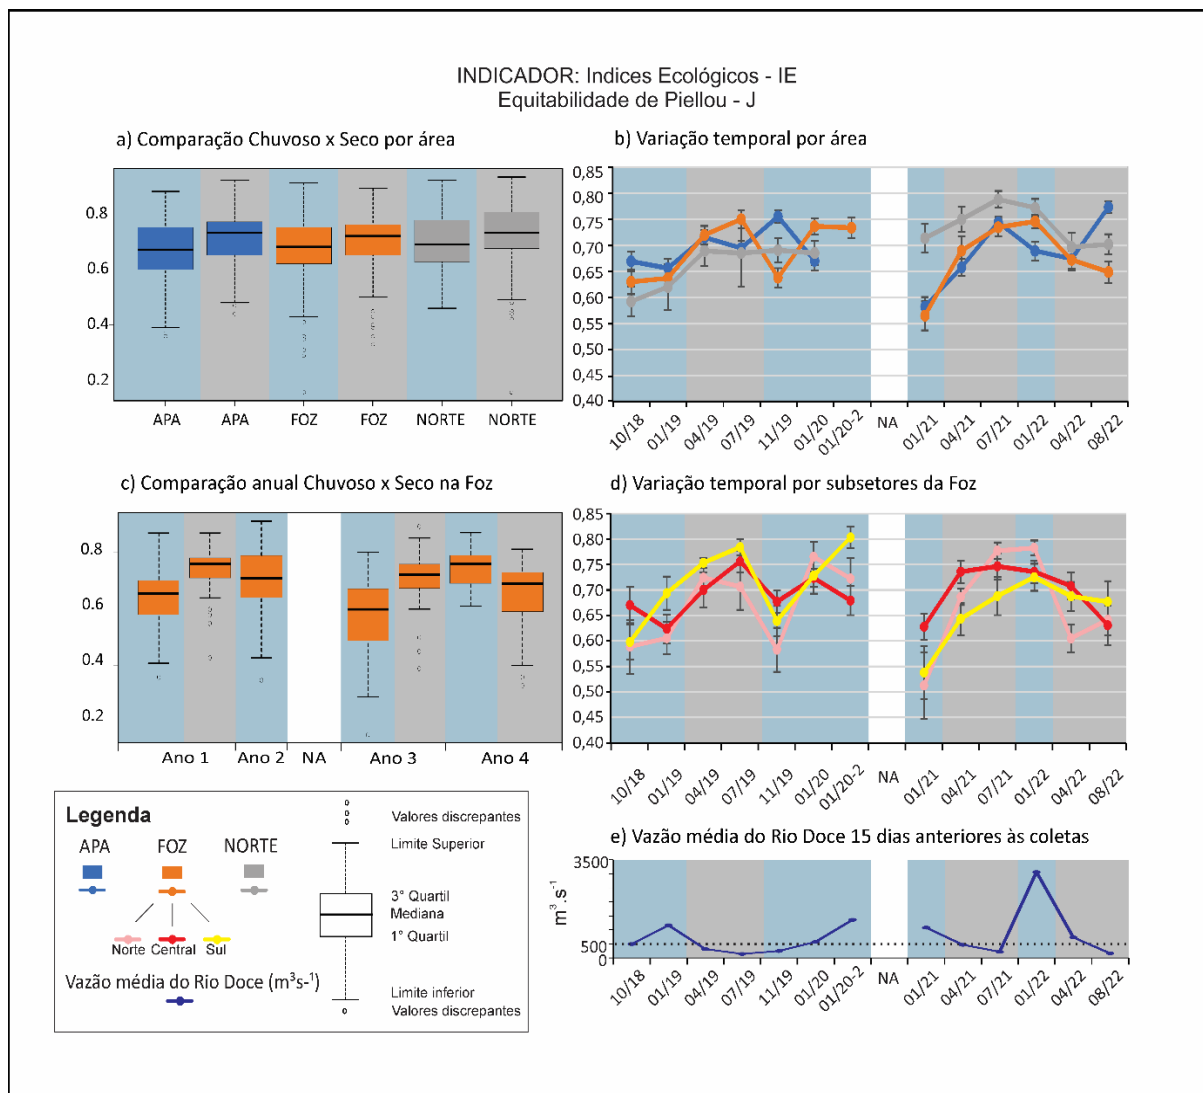 INDICADOR: Indices Ecológicos - IE
Equitabilidade de Piellou - J
a) Comparação Chuvoso x Seco por área
0.8
0.6
0.4
0.2
APA APA FOZ FOZ NORTE NORTE
b) Variação temporal por área
0,85
0,80
0,75
0,70
0,65
0,60
0,55
0,50
0,45
0,40
10/18 01/19 04/19 07/19 11/19 01/20 01/20-2 NA 01/21 04/21 07/21 01/22 04/22 08/22
c) Comparação anual Chuvoso x Seco na Foz
0.8
0.6
0.4
0.2
Ano 1 Ano 2 NA Ano 3 Ano 4
d) Variação temporal por subsetores da Foz
0,85
0,80
0,75
0,70
0,65
0,60
0,55
0,50
0,45
0,40
10/18 01/19 04/19 07/19 11/19 01/20 01/20-2 NA 01/21 04/21 07/21 01/22 04/22 08/22
Legenda
APA FOZ NORTE
Norte Central Sul
Vazão média do Rio Doce (m³s-¹)
Valores discrepantes
Limite Superior
3° Quartil
Mediana
1° Quartil
Limite inferior
Valores discrepantes
e) Vazão média do Rio Doce 15 dias anteriores às coletas
m³.s⁻¹
3500
500
0
10/18 01/19 04/19 07/19 11/19 01/20 01/20-2 NA 01/21 04/21 07/21 01/22 04/22 08/22